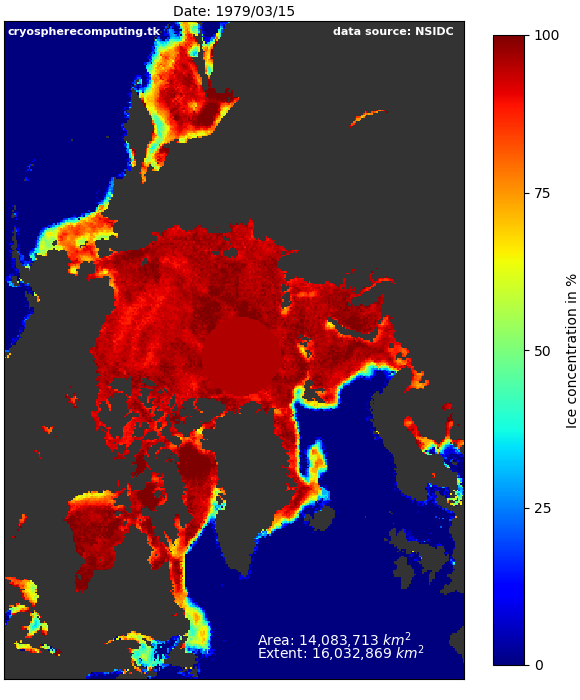 Date: 1979/03/15
cryospherecomputing.tk data source: NSIDC
100
75
50
25
0
Ice concentration in %
Area: 14,083,713 km²
Extent: 16,032,869 km²